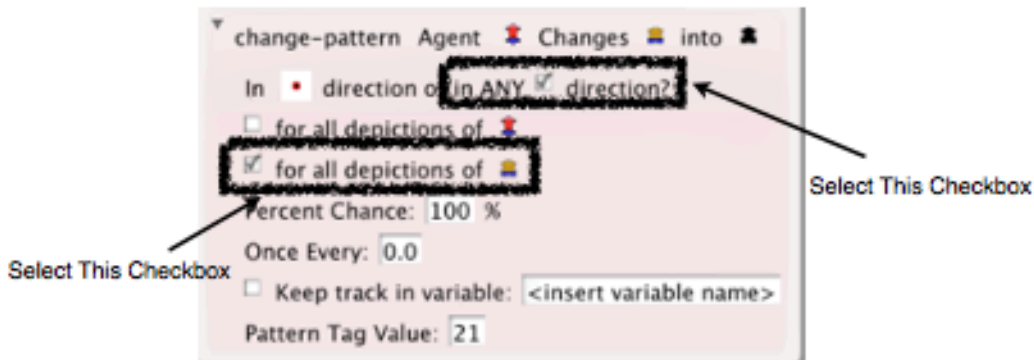 change-pattern Agent Changes into
In direction or in ANY direction?
for all depictions of
for all depictions of
Select This Checkbox
Percent Chance: 100 %
Once Every: 0.0
Select This Checkbox
Keep track in variable: <insert variable name>
Pattern Tag Value: 21